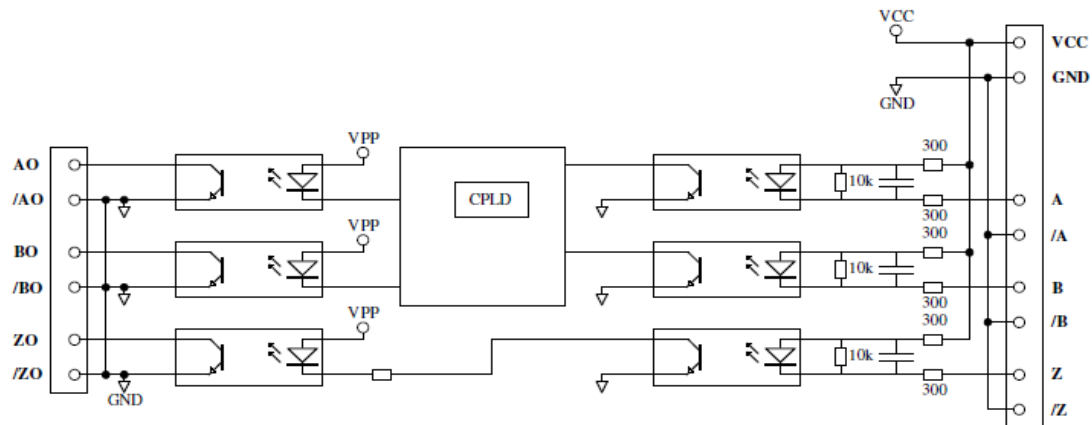 VCC
VCC
GND
GND
VPP
300
AO
10k
/AO
CPLD
A
300
VPP
300
/A
BO
10k
/BO
B
300
VPP
300
/B
ZO
10k
/ZO
Z
GND
300
/Z